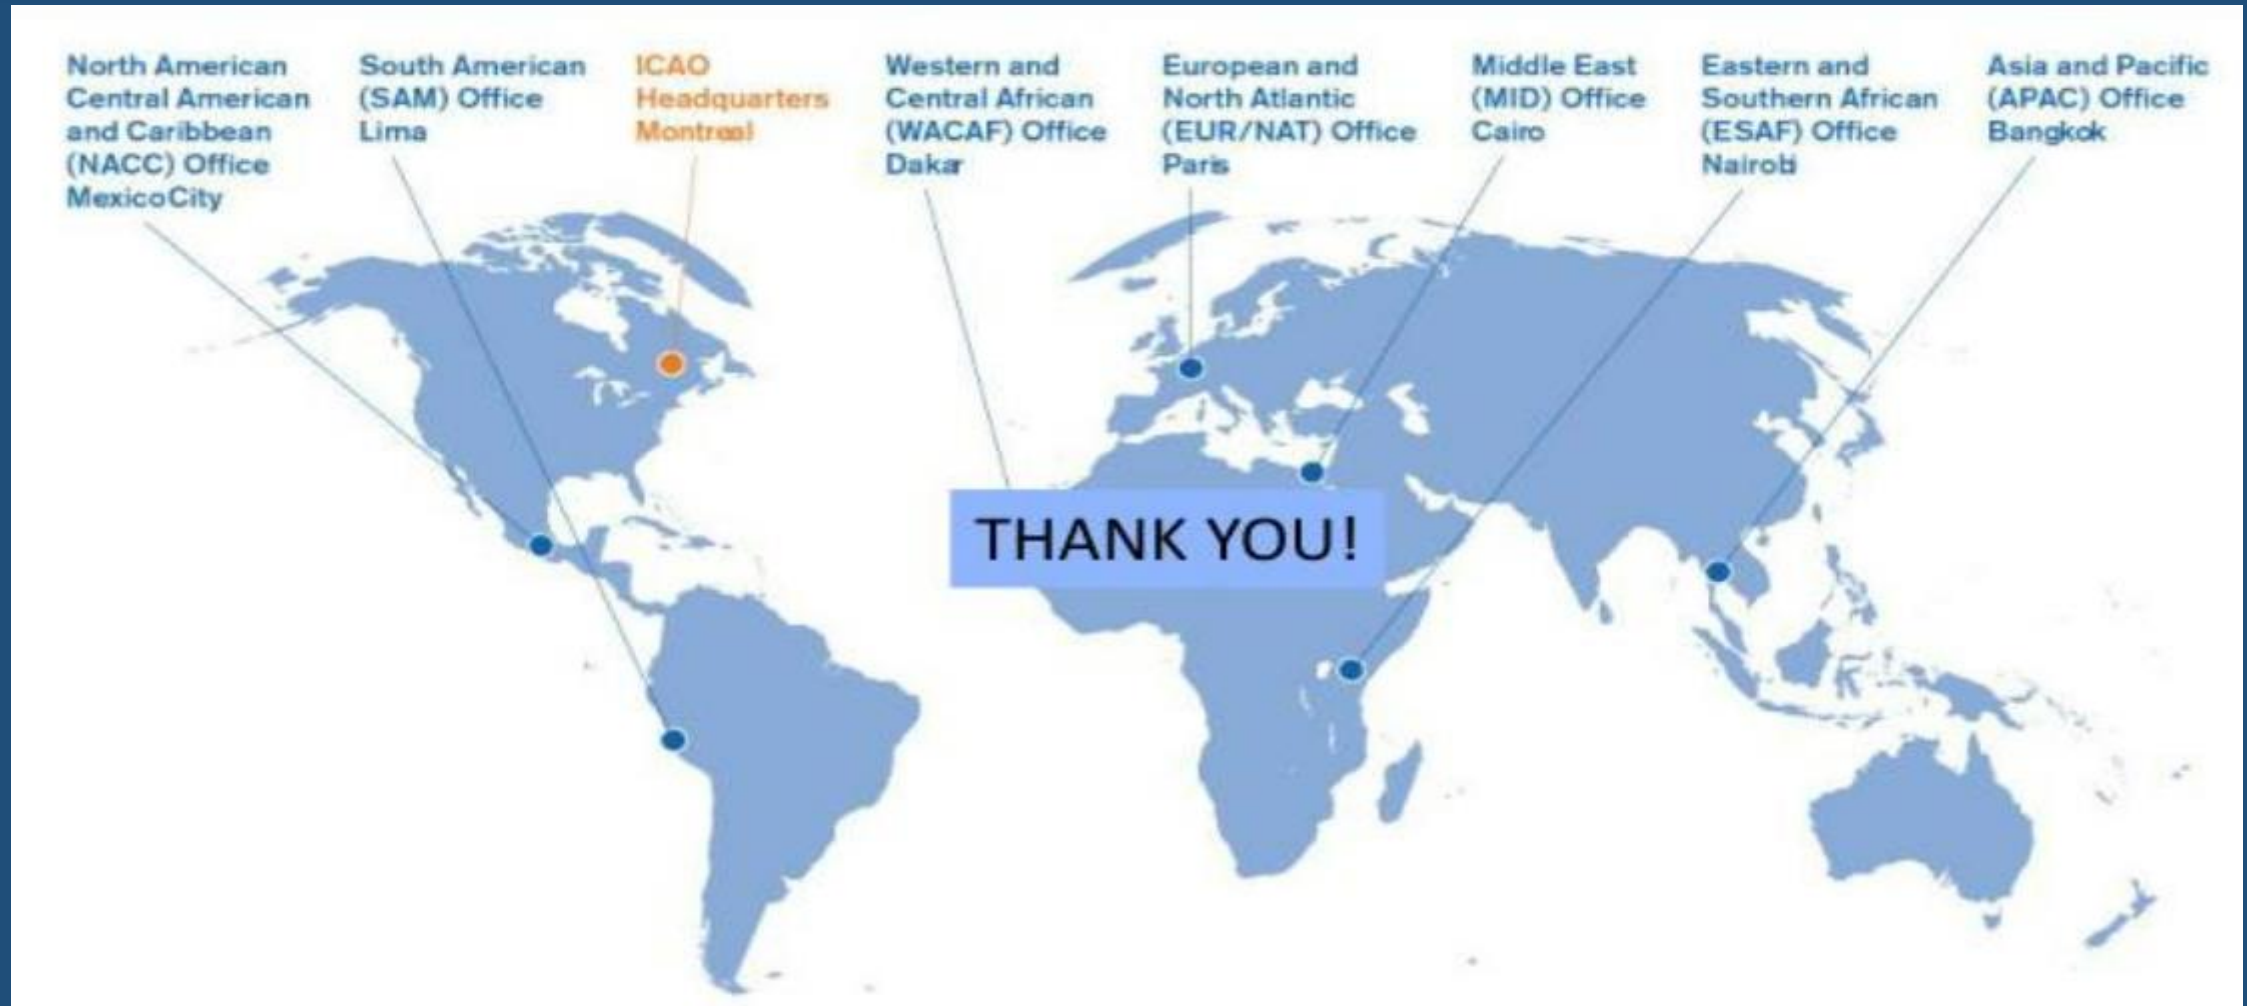 North American
Central American
and Caribbean
(NACC) Office
MexicoCity
South American
(SAM) Office
Lima
ICAO
Headquarters
Montreal
Western and
Central African
(WACAF) Office
Dakar
European and
North Atlantic
(EUR/NAT) Office
Paris
Middle East
(MID) Office
Cairo
Eastern and
Southern African
(ESAF) Office
Nairobi
Asia and Pacific
(APAC) Office
Bangkok
THANK YOU!